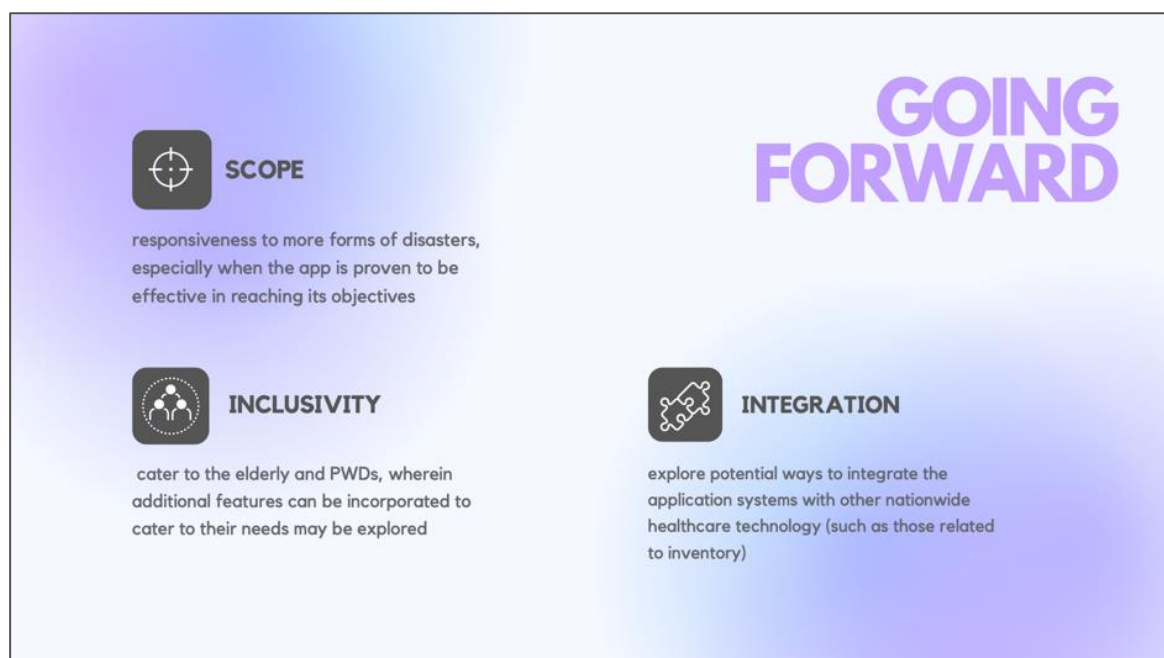 GOING
FORWARD
SCOPE
responsiveness to more forms of disasters,
especially when the app is proven to be
effective in reaching its objectives
INCLUSIVITY
cater to the elderly and PWDs, wherein
additional features can be incorporated to
cater to their needs may be explored
INTEGRATION
explore potential ways to integrate the
application systems with other nationwide
healthcare technology (such as those related
to inventory)